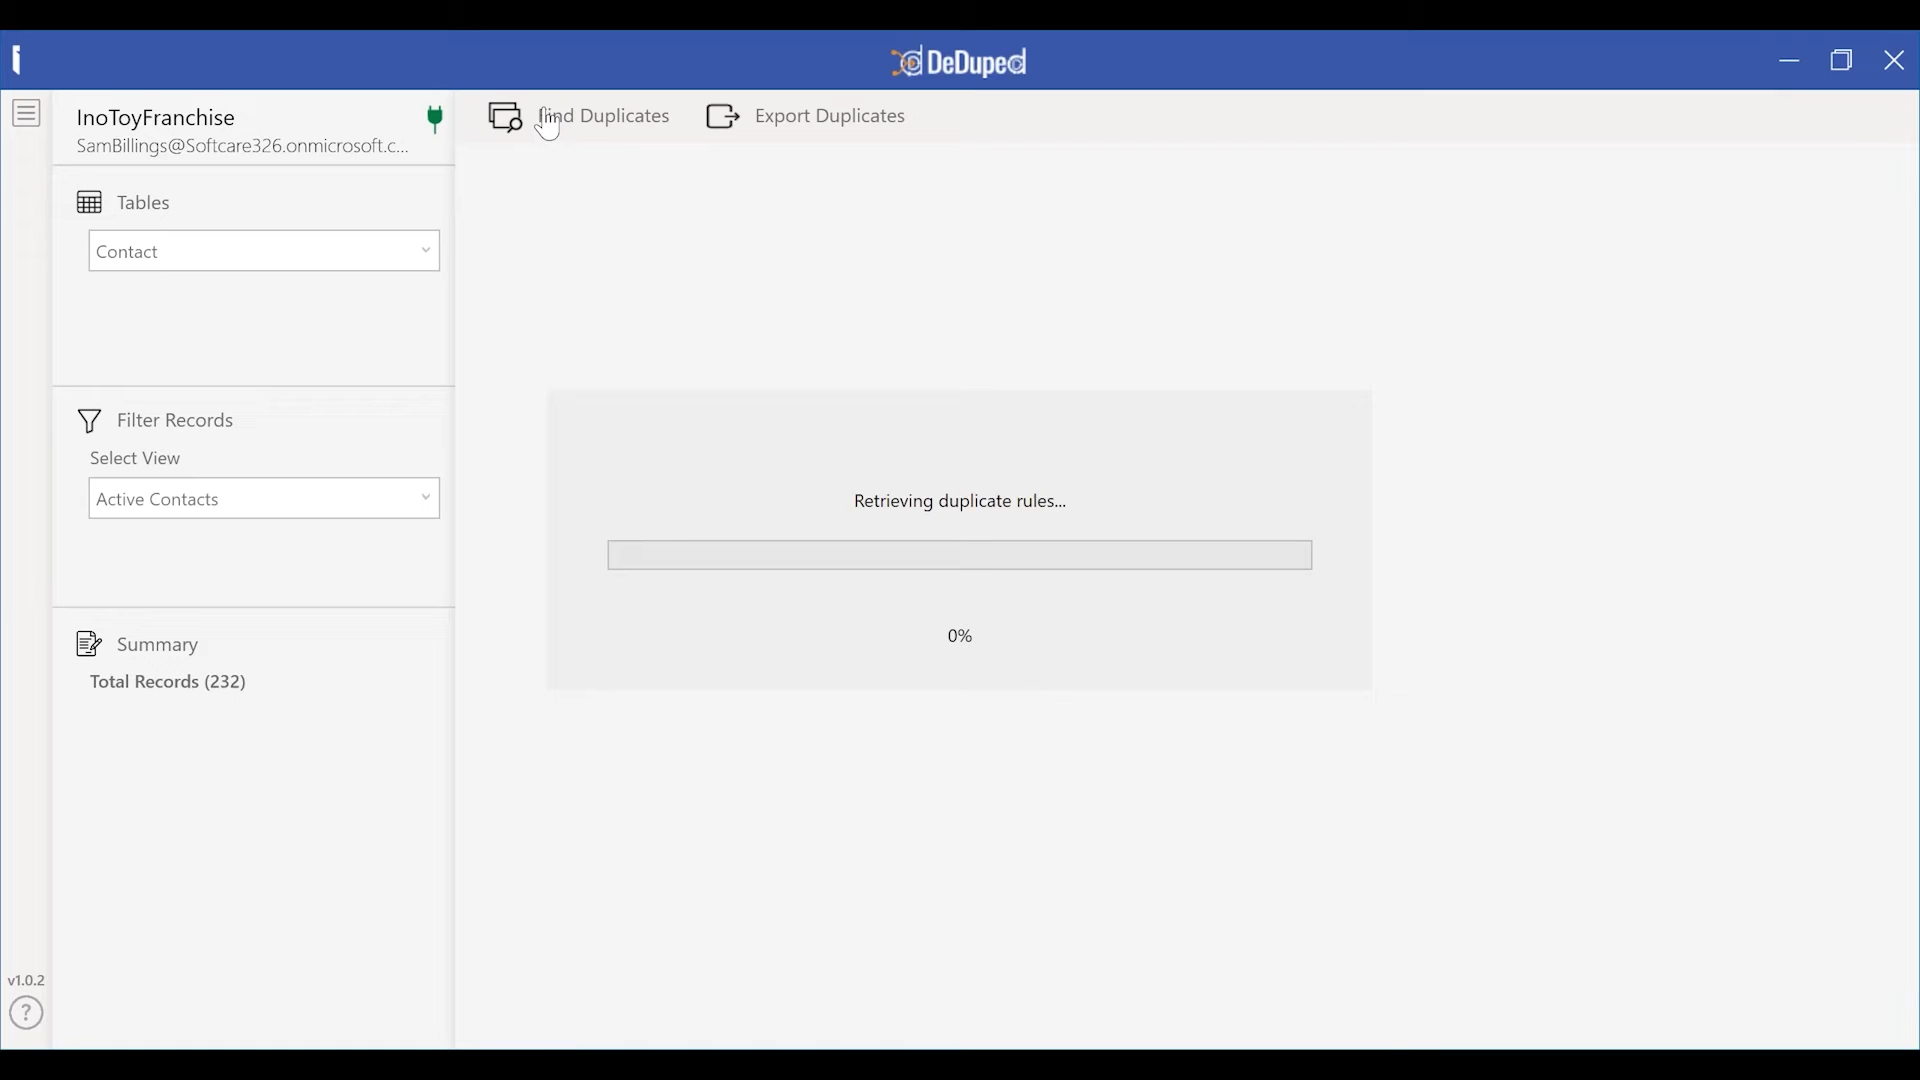 DeDuped
InoToyFranchise
SamBillings@Softcare326.onmicrosoft.c...
Find Duplicates
Export Duplicates
Tables
Contact
Filter Records
Select View
Active Contacts
Retrieving duplicate rules...
0%
Summary
Total Records (232)
v1.0.2
?